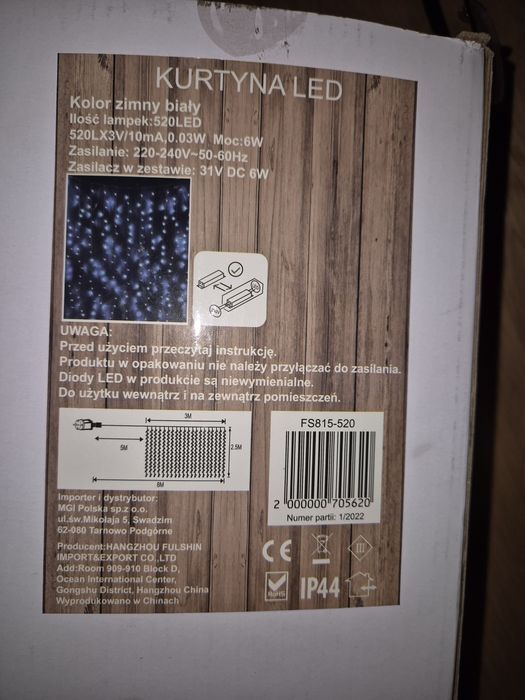 KURTYNA LED
Kolor zimny biały
Ilość lampek:520LED
520LX3V/10mA,0.03W Moc:6W
Zasilanie: 220-240V~50-60Hz
Zasilacz w zestawie: 31V DC 6W
UWAGA:
Przed użyciem przeczytaj instrukcję.
Produktu w opakowaniu nie należy przyłączać do zasilania.
Diody LED w produkcie są niewymienialne.
Do użytku wewnątrz i na zewnątrz pomieszczeń.
3M
5M
2.5M
8M
FS815-520
2 000000 705620
Numer partii: 1/2022
Importer i dystrybutor:
MGI Polska sp.z o.o.
ul.św.Mikołaja 5, Swadzim
62-080 Tarnowo Podgórne
Producent:HANGZHOU FULSHIN
IMPORT&EXPORT CO.,LTD
Add:Room 909-910 Block D,
Ocean International Center,
Gongshu District, Hangzhou China
Wyprodukowano w Chinach
CE
III
RoHS
IP44